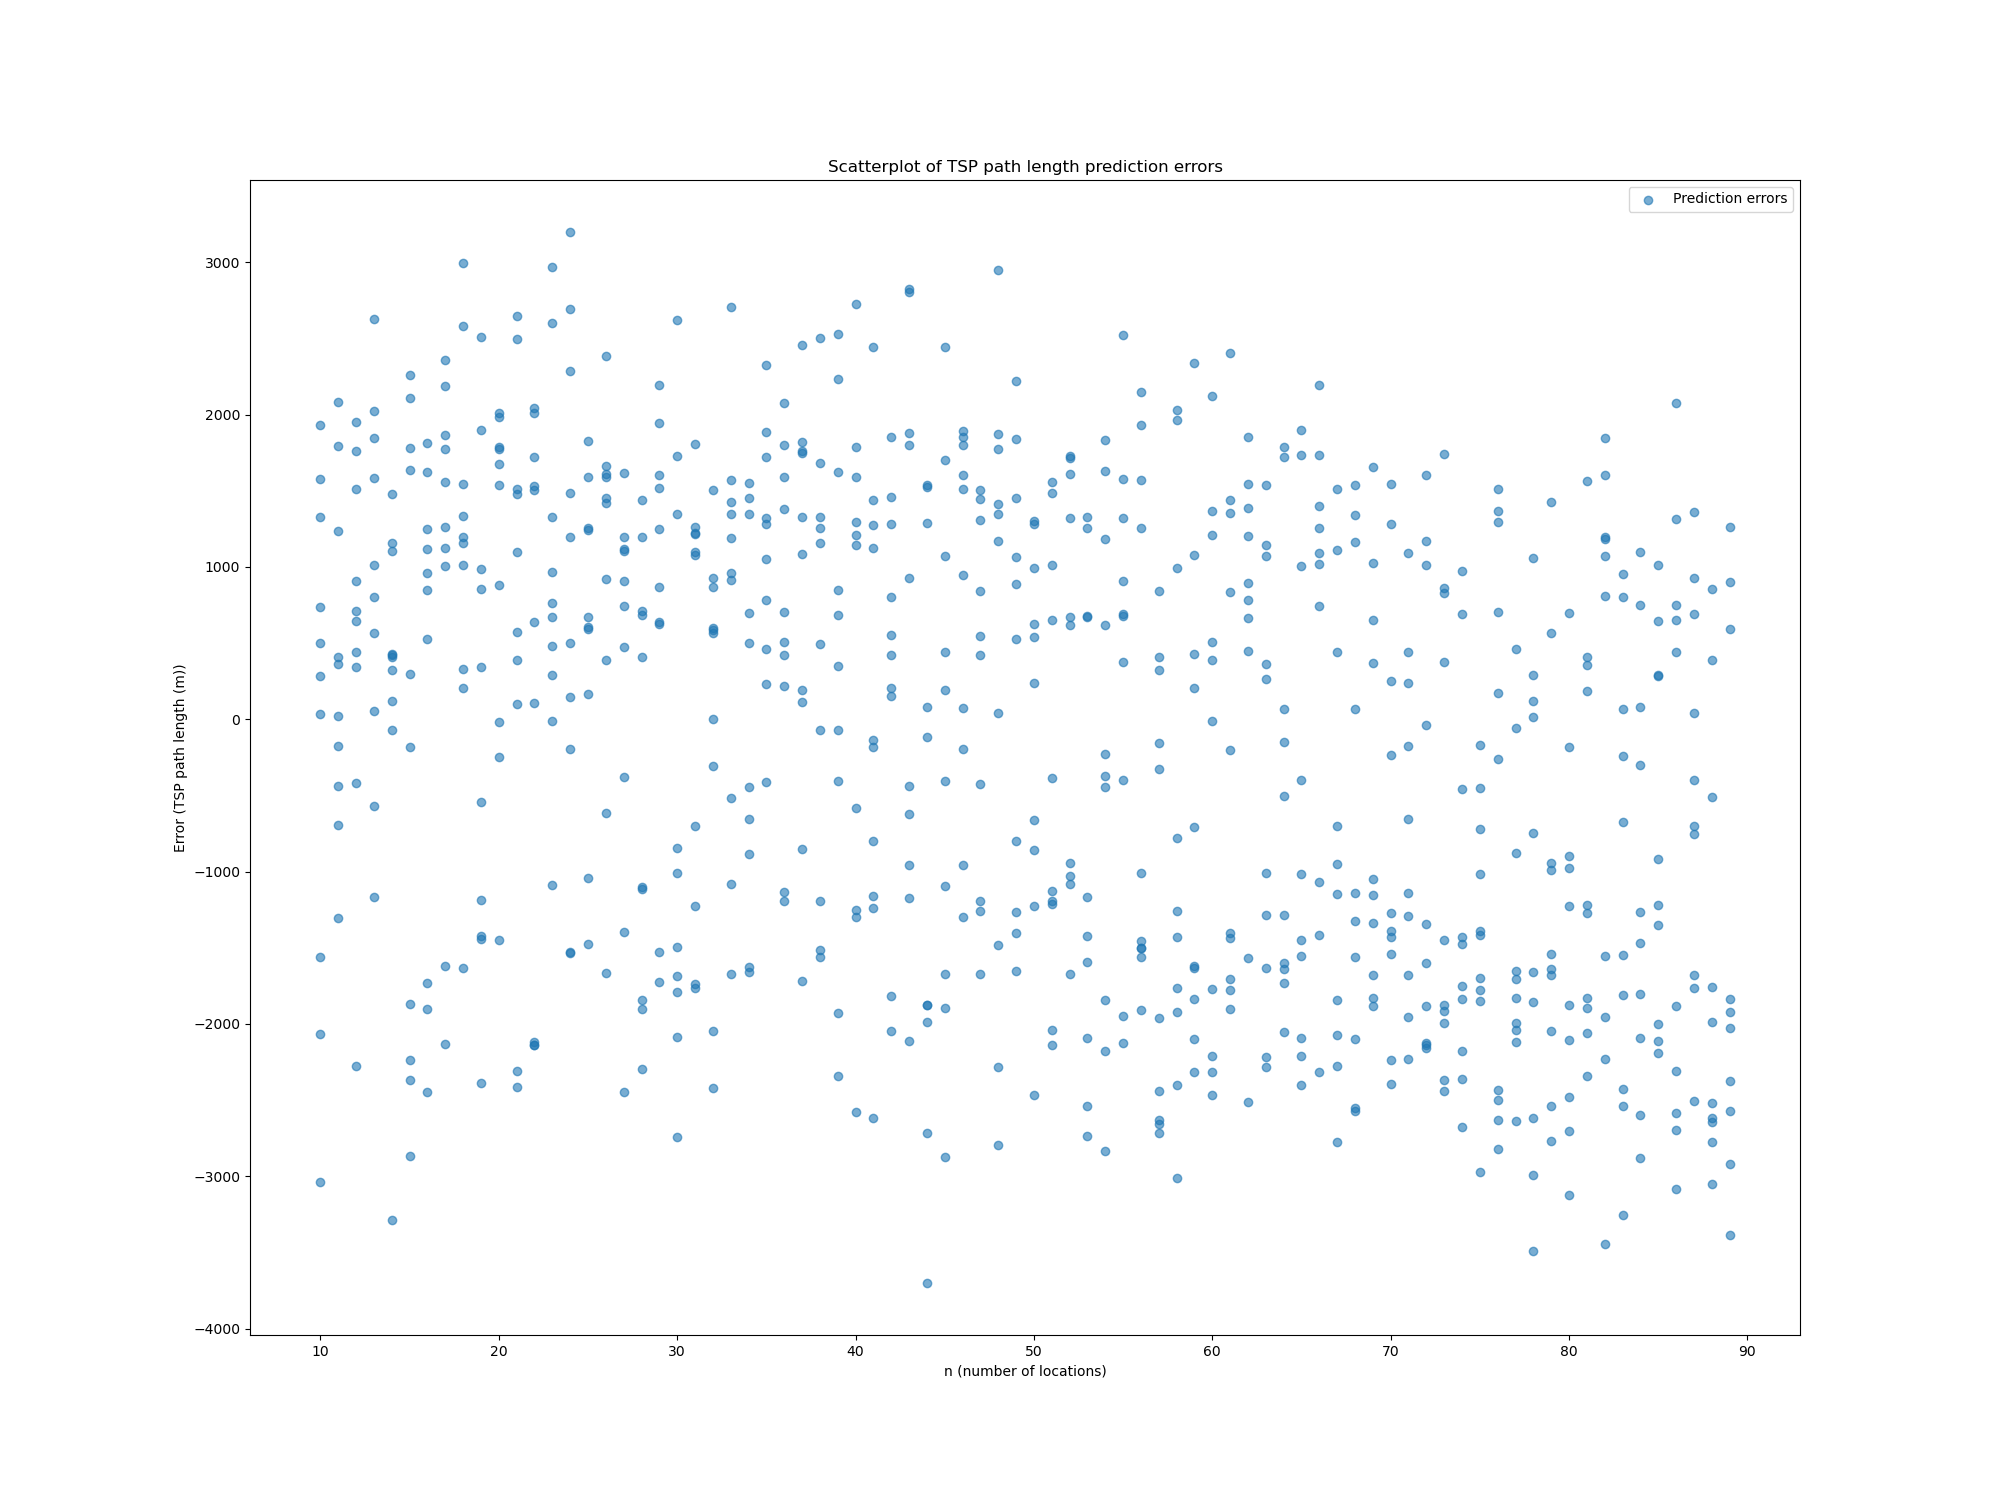 Scatterplot of TSP path length prediction errors
Prediction errors
3000
2000
1000
0
−1000
−2000
−3000
−4000
Error (TSP path length (m))
10 20 30 40 50 60 70 80 90
n (number of locations)